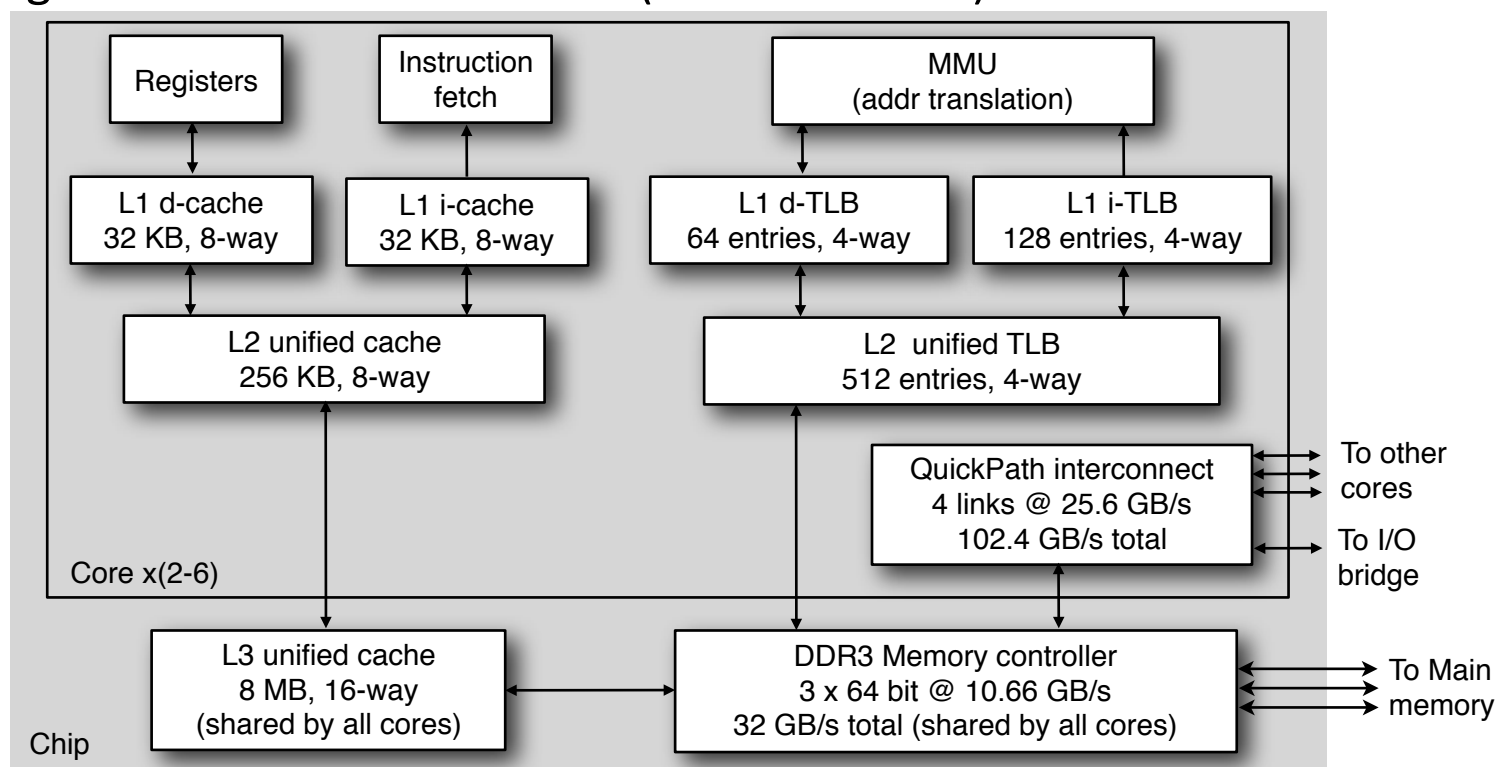 Registers
Instruction
fetch
MMU
(addr translation)
L1 d-cache
32 KB, 8-way
L1 i-cache
32 KB, 8-way
L1 d-TLB
64 entries, 4-way
L1 i-TLB
128 entries, 4-way
L2 unified cache
256 KB, 8-way
L2 unified TLB
512 entries, 4-way
QuickPath interconnect
4 links @ 25.6 GB/s
102.4 GB/s total
To other
cores
To I/O
bridge
Core x(2-6)
L3 unified cache
8 MB, 16-way
(shared by all cores)
DDR3 Memory controller
3 x 64 bit @ 10.66 GB/s
32 GB/s total (shared by all cores)
To Main
memory
Chip